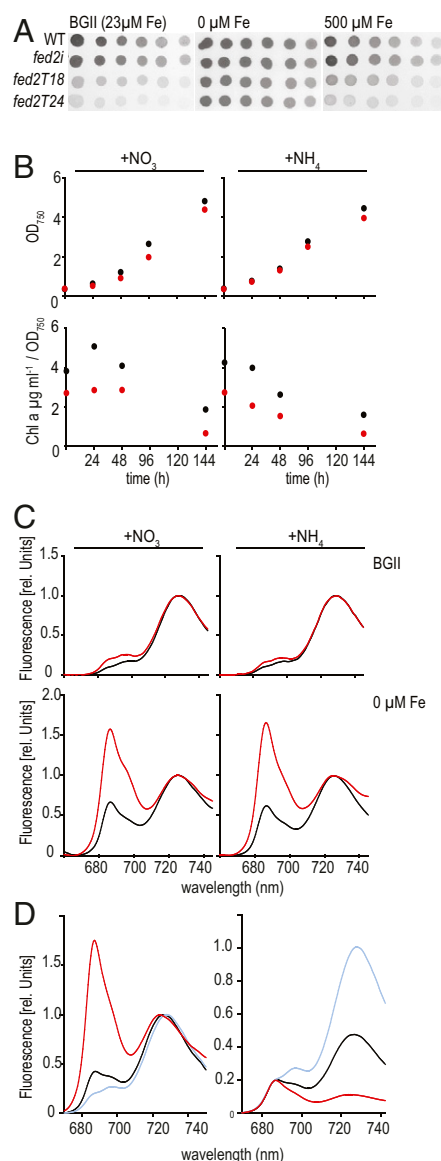 A
BGII (23µM Fe) 0 µM Fe 500 µM Fe
WT
fed2i
fed2T18
fed2T24
B
+NO3 +NH4
OD750
6
4
2
0
Chl a µg ml-1 / OD750
6
4
2
0
24 48 96 120 144 24 48 96 120 144
time (h) time (h)
C
+NO3 +NH4
BGII
Fluorescence [rel. Units]
1.5
1.0
0.5
0
0 µM Fe
Fluorescence [rel. Units]
2.0
1.5
1.0
0.5
0.0
680 700 720 740 680 700 720 740
wavelength (nm)
D
Fluorescence [rel. Units]
2.0
1.5
1.0
0.5
0.0
1.0
0.8
0.6
0.4
0.2
0
680 700 720 740 680 700 720 740
wavelength (nm)